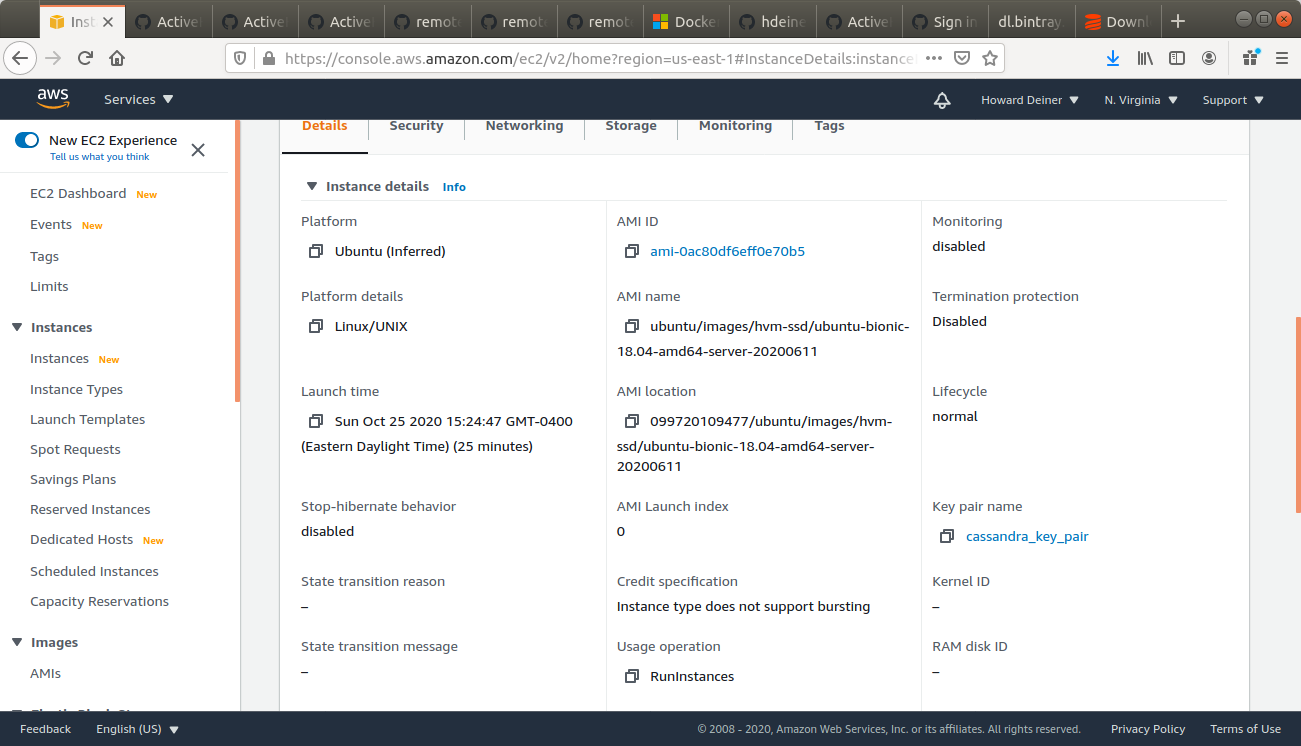 Inst
Active
Active
Active
remote
remot
remot
Docke
hdeine
Active
Sign in
dl.bintray.
Downl
https://console.aws.amazon.com/ec2/v2/home?region=us-east-1#InstanceDetails:instance
aws
Services
Howard Deiner
N. Virginia
Support
New EC2 Experience
Tell us what you think
EC2 Dashboard New
Events New
Tags
Limits
Instances
Instances New
Instance Types
Launch Templates
Spot Requests
Savings Plans
Reserved Instances
Dedicated Hosts New
Scheduled Instances
Capacity Reservations
Images
AMIs
Details
Security
Networking
Storage
Monitoring
Tags
Instance details Info
Platform
Ubuntu (Inferred)
AMI ID
ami-0ac80df6eff0e70b5
Monitoring
disabled
Platform details
Linux/UNIX
AMI name
ubuntu/images/hvm-ssd/ubuntu-bionic-
18.04-amd64-server-20200611
Termination protection
Disabled
Launch time
Sun Oct 25 2020 15:24:47 GMT-0400
(Eastern Daylight Time) (25 minutes)
AMI location
099720109477/ubuntu/images/hvm-
ssd/ubuntu-bionic-18.04-amd64-server-
20200611
Lifecycle
normal
Stop-hibernate behavior
disabled
AMI Launch index
0
Key pair name
cassandra_key_pair
State transition reason
–
Credit specification
Instance type does not support bursting
Kernel ID
–
State transition message
–
Usage operation
RunInstances
RAM disk ID
–
Feedback
English (US)
© 2008 - 2020, Amazon Web Services, Inc. or its affiliates. All rights reserved.
Privacy Policy
Terms of Use